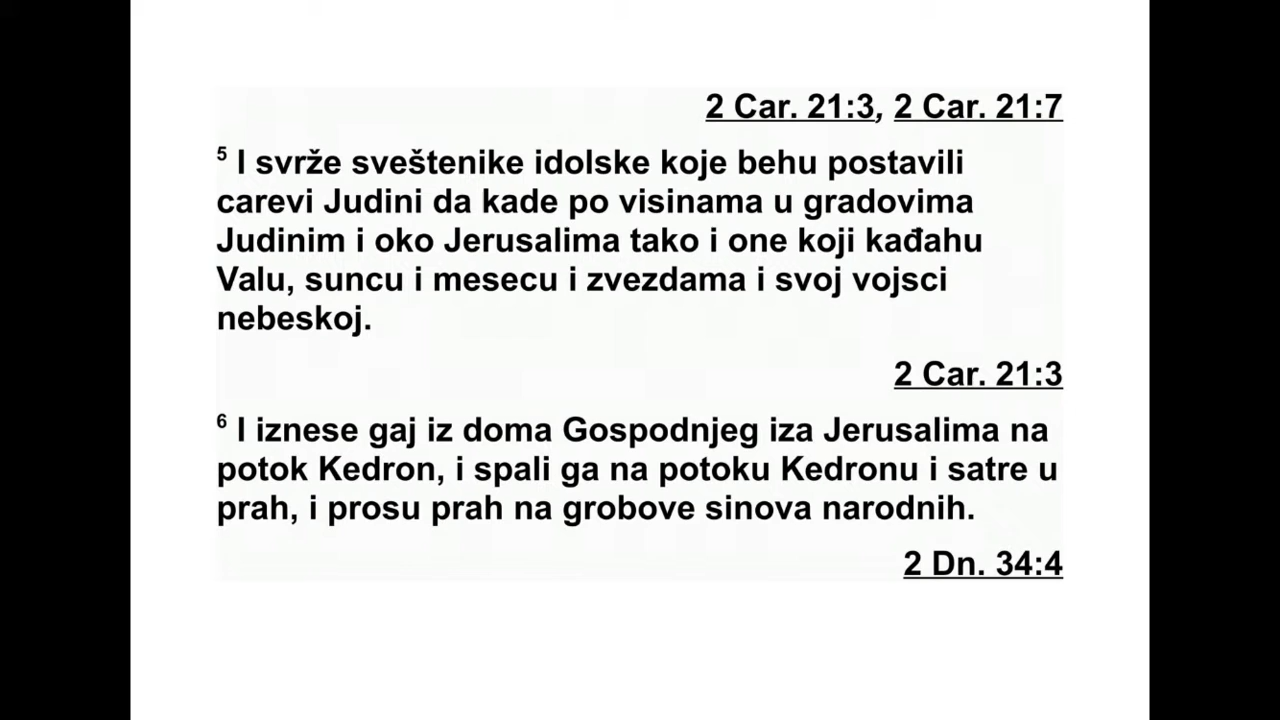 2 Car. 21:3, 2 Car. 21:7
5 I svrže sveštenike idolske koje behu postavili
carevi Judini da kade po visinama u gradovima
Judinim i oko Jerusalima tako i one koji kađahu
Valu, suncu i mesecu i zvezdama i svoj vojsci
nebeskoj.
2 Car. 21:3
6 I iznese gaj iz doma Gospodnjeg iza Jerusalima na
potok Kedron, i spali ga na potoku Kedronu i satre u
prah, i prosu prah na grobove sinova narodnih.
2 Dn. 34:4